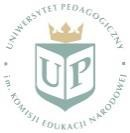 UNIWERSYTET PEDAGOGICZNY
UP
im. KOMISJI EDUKACJI NARODOWEJ